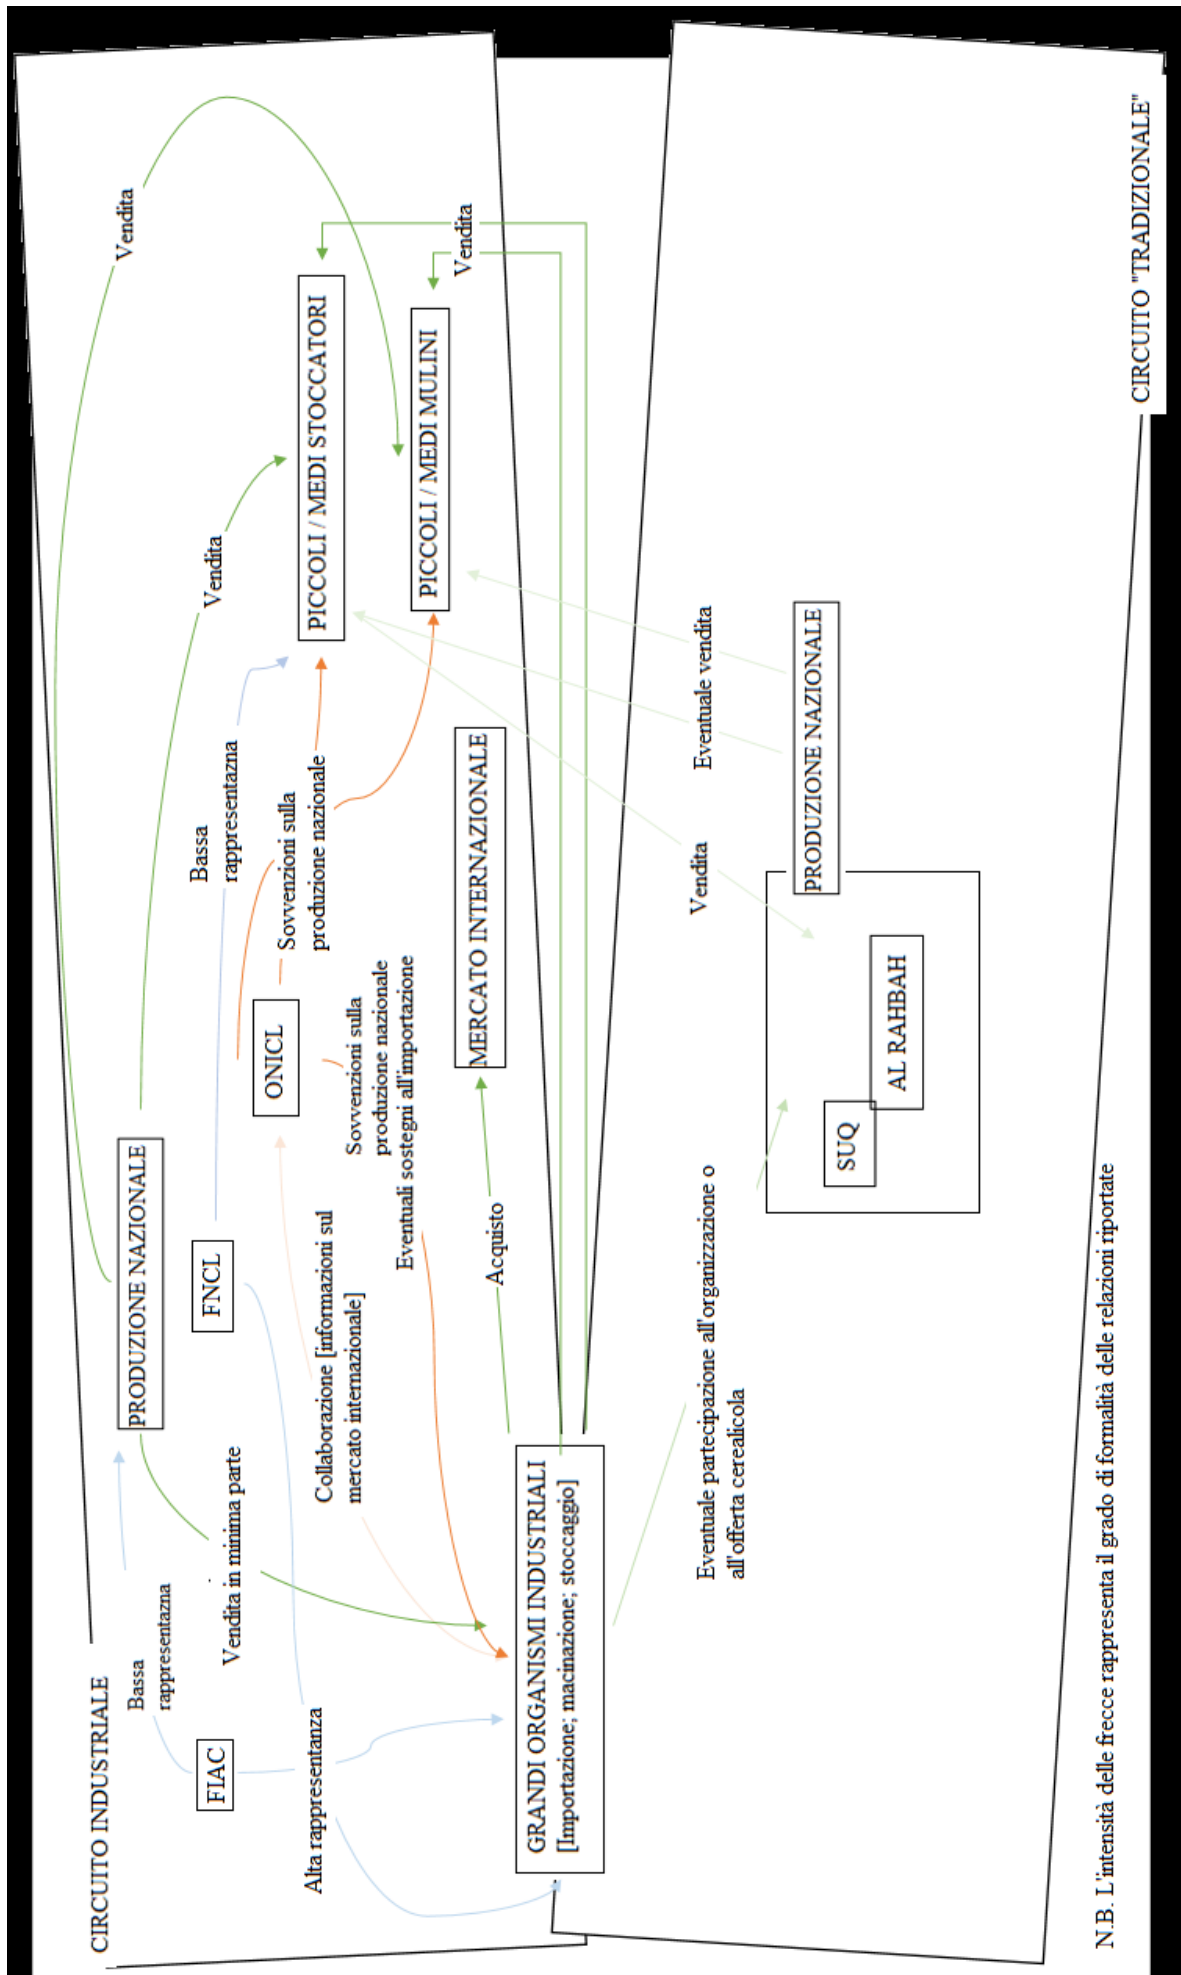 CIRCUITO INDUSTRIALE
Bassa
rappresentazna
FIAC
Vendita in minima parte
Alta rappresentanza
PRODUZIONE NAZIONALE
FNCL
Vendita
Vendita
Bassa
rappresentazna
ONICL
Sovvenzioni sulla
produzione nazionale
Collaborazione [informazioni sul
mercato internazionale]
Sovvenzioni sulla
produzione nazionale
Eventuali sostegni all'importazione
PICCOLI / MEDI STOCCATORI
PICCOLI / MEDI MULINI
Vendita
MERCATO INTERNAZIONALE
Acquisto
GRANDI ORGANISMI INDUSTRIALI
[Importazione; macinazione; stoccaggio]
Eventuale partecipazione all'organizzazione o
all'offerta cerealicola
Vendita
Eventuale vendita
PRODUZIONE NAZIONALE
SUQ
AL RAHBAH
N.B. L'intensità delle frecce rappresenta il grado di formalità delle relazioni riportate
CIRCUITO "TRADIZIONALE"